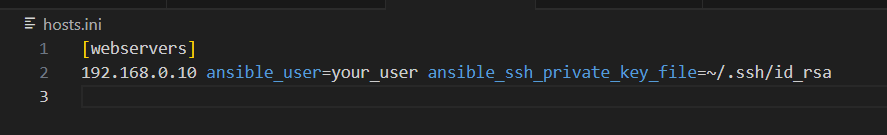 hosts.ini
1 [webservers]
2 192.168.0.10 ansible_user=your_user ansible_ssh_private_key_file=~/.ssh/id_rsa
3